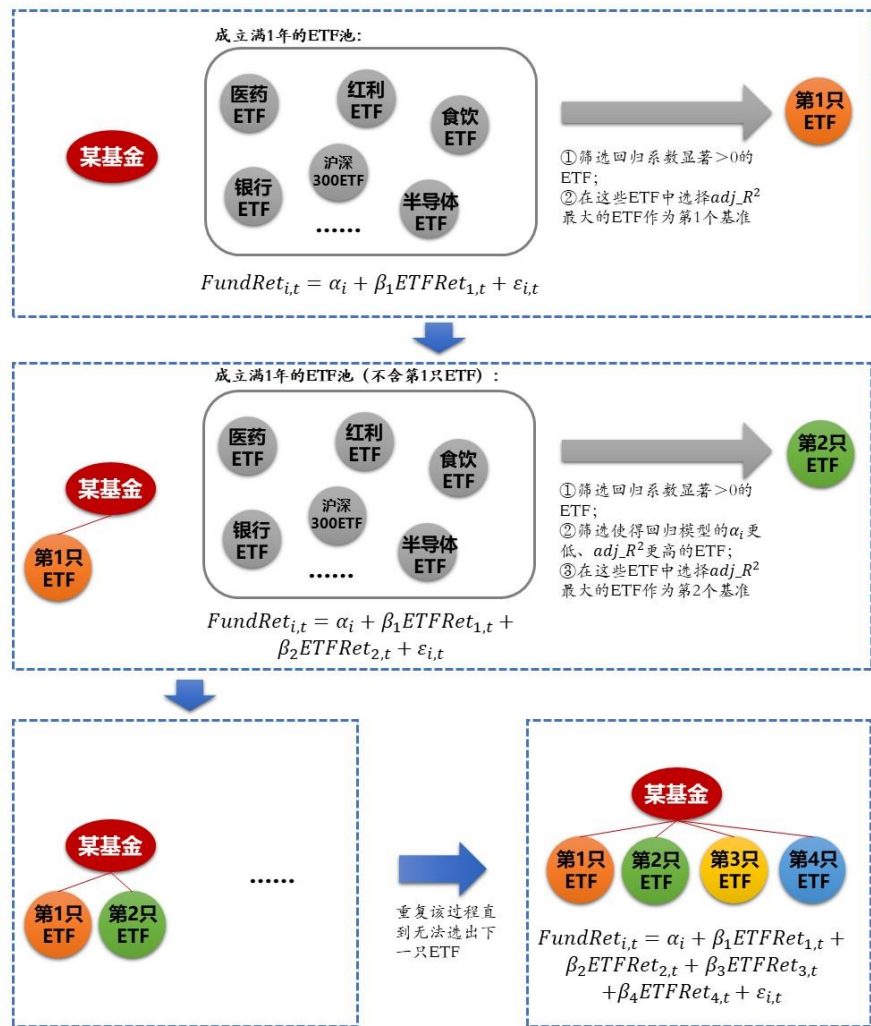 成立满1年的ETF池:
医药
ETF
红利
ETF
食饮
ETF
某基金
沪深
300ETF
银行
ETF
半导体
ETF
......
第1只
ETF
①筛选回归系数显著>0的
ETF;
②在这些ETF中选择adj_R²
最大的ETF作为第1个基准
FundRet_{i,t} = α_i + β_1ETFRet_{1,t} + ε_{i,t}
成立满1年的ETF池（不含第1只ETF）:
医药
ETF
红利
ETF
食饮
ETF
某基金
沪深
300ETF
第1只
ETF
银行
ETF
半导体
ETF
......
第2只
ETF
①筛选回归系数显著>0的
ETF;
②筛选使得回归模型的α_i更
低、adj_R²更高的ETF;
③在这些ETF中选择adj_R²
最大的ETF作为第2个基准
FundRet_{i,t} = α_i + β_1ETFRet_{1,t} +
β_2ETFRet_{2,t} + ε_{i,t}
某基金
第1只
ETF
第2只
ETF
......
重复该过程直
到无法选出下
一只ETF
某基金
第1只
ETF
第2只
ETF
第3只
ETF
第4只
ETF
FundRet_{i,t} = α_i + β_1ETFRet_{1,t} +
β_2ETFRet_{2,t} + β_3ETFRet_{3,t}
+β_4ETFRet_{4,t} + ε_{i,t}